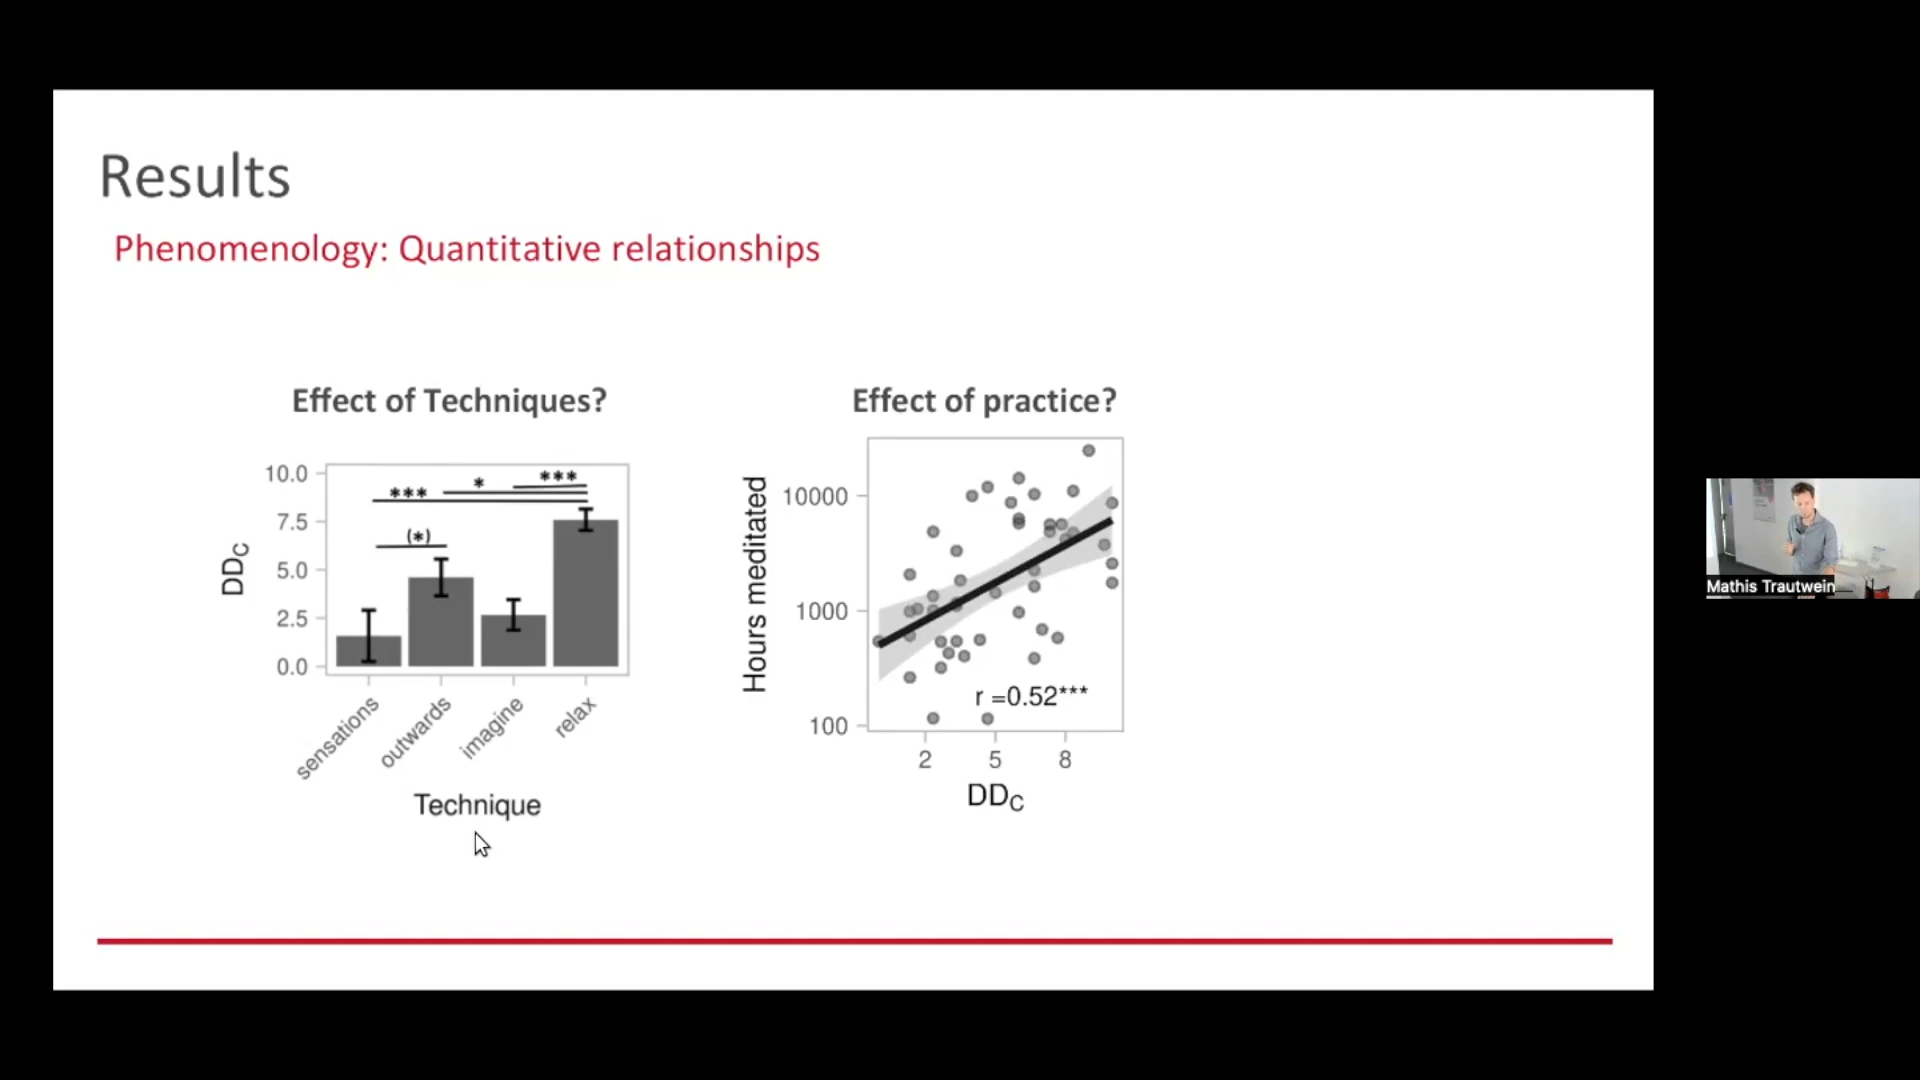 Results
Phenomenology: Quantitative relationships
Effect of Techniques?
10.0
7.5
5.0
2.5
0.0
DDC
***
*
***
(*)
sensations
outwards
imagine
relax
Technique
Effect of practice?
Hours meditated
10000
1000
100
r =0.52***
2
5
8
DDC
Mathis Trautwein